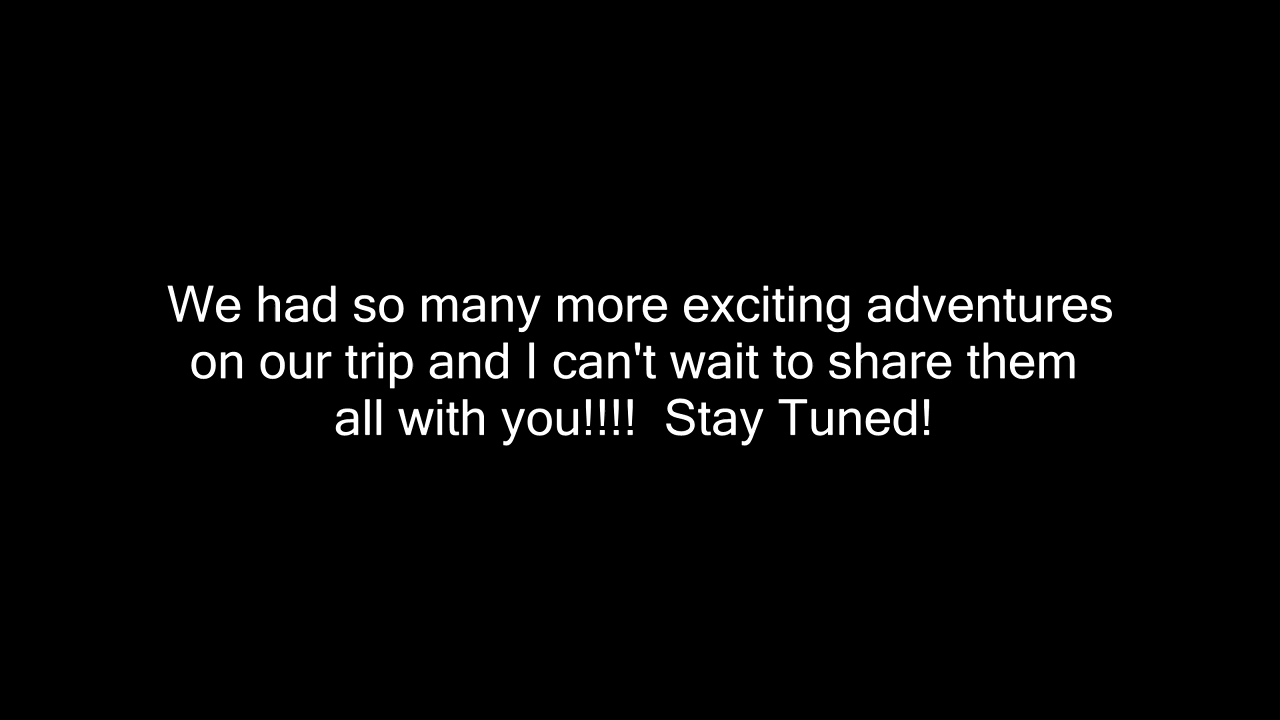 We had so many more exciting adventures
on our trip and I can't wait to share them
all with you!!!!  Stay Tuned!